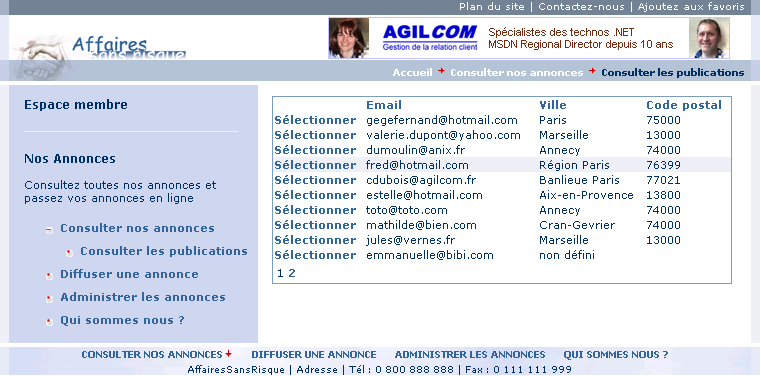 Plan du site | Contactez-nous | Ajoutez aux favoris
Affaires
sans risque
AGILCOM
Gestion de la relation client
Spécialistes des technos .NET
MSDN Regional Director depuis 10 ans
Accueil Consulter nos annonces Consulter les publications
Espace membre
Nos Annonces
Consultez toutes nos annonces et
passez vos annonces en ligne
Consulter nos annonces
Consulter les publications
Diffuser une annonce
Administrer les annonces
Qui sommes nous ?
Email Ville Code postal
Sélectionner gegefernand@hotmail.com Paris 75000
Sélectionner valerie.dupont@yahoo.com Marseille 13000
Sélectionner dumoulin@anix.fr Annecy 74000
Sélectionner fred@hotmail.com Région Paris 76399
Sélectionner cdubois@agilcom.fr Banlieue Paris 77021
Sélectionner estelle@hotmail.com Aix-en-Provence 13800
Sélectionner toto@toto.com Annecy 74000
Sélectionner mathilde@bien.com Cran-Gevrier 74000
Sélectionner jules@vernes.fr Marseille 13000
Sélectionner emmanuelle@bibi.com non défini
1 2
CONSULTER NOS ANNONCES DIFFUSER UNE ANNONCE ADMINISTRER LES ANNONCES QUI SOMMES NOUS ?
AffairesSansRisque | Adresse | Tél : 0 800 888 888 | Fax : 0 111 111 999